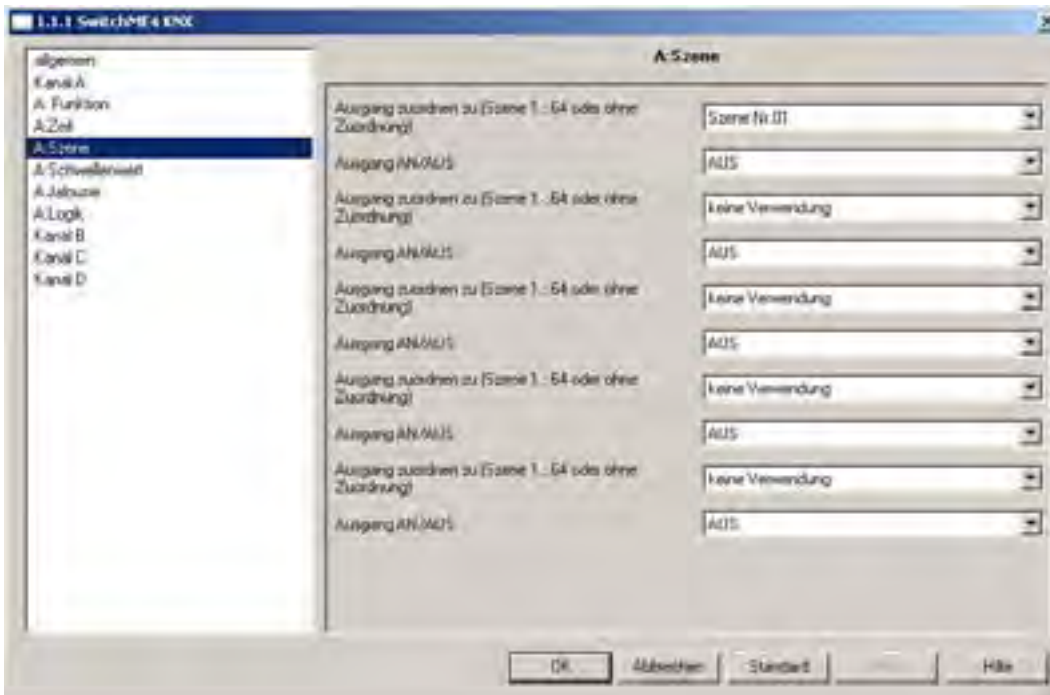 1.1.1 SwitchMF4 KNX
allgemein
Kanal A
A: Funktion
A:Zeit
A:Szene
A:Schwellenwert
A:Jalousie
A:Logik
Kanal B
Kanal C
Kanal D
A:Szene
Ausgang zuordnen zu (Szene 1...64 oder ohne
Zuordnung)
Szene Nr.01
Ausgang AN/AUS
AUS
Ausgang zuordnen zu (Szene 1...64 oder ohne
Zuordnung)
keine Verwendung
Ausgang AN/AUS
AUS
Ausgang zuordnen zu (Szene 1...64 oder ohne
Zuordnung)
keine Verwendung
Ausgang AN/AUS
AUS
Ausgang zuordnen zu (Szene 1...64 oder ohne
Zuordnung)
keine Verwendung
Ausgang AN/AUS
AUS
Ausgang zuordnen zu (Szene 1...64 oder ohne
Zuordnung)
keine Verwendung
Ausgang AN/AUS
AUS
OK
Abbrechen
Standard
Hilfe